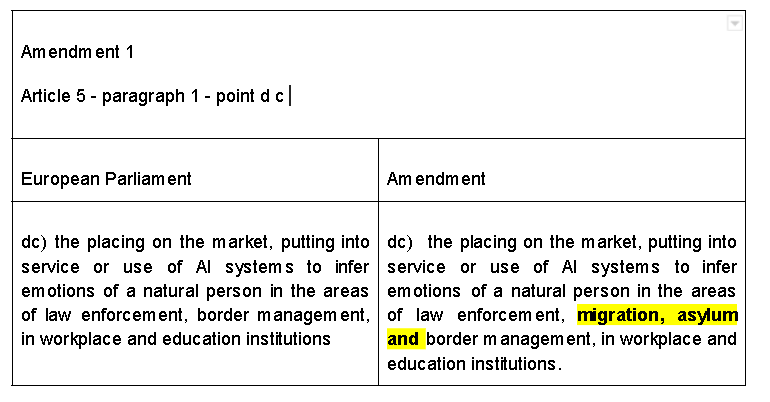 Amendment 1
Article 5 - paragraph 1 - point d c
European Parliament
Amendment
dc) the placing on the market, putting into
service or use of AI systems to infer
emotions of a natural person in the areas
of law enforcement, border management,
in workplace and education institutions
dc) the placing on the market, putting into
service or use of AI systems to infer
emotions of a natural person in the areas
of law enforcement, migration, asylum
and border management, in workplace and
education institutions.